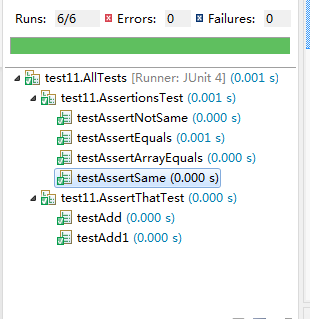 Runs: 6/6 Errors: 0 Failures: 0
test11.AllTests [Runner: JUnit 4] (0.001 s)
test11.AssertionsTest (0.001 s)
testAssertNotSame (0.000 s)
testAssertEquals (0.001 s)
testAssertArrayEquals (0.000 s)
testAssertSame (0.000 s)
test11.AssertThatTest (0.000 s)
testAdd (0.000 s)
testAdd1 (0.000 s)